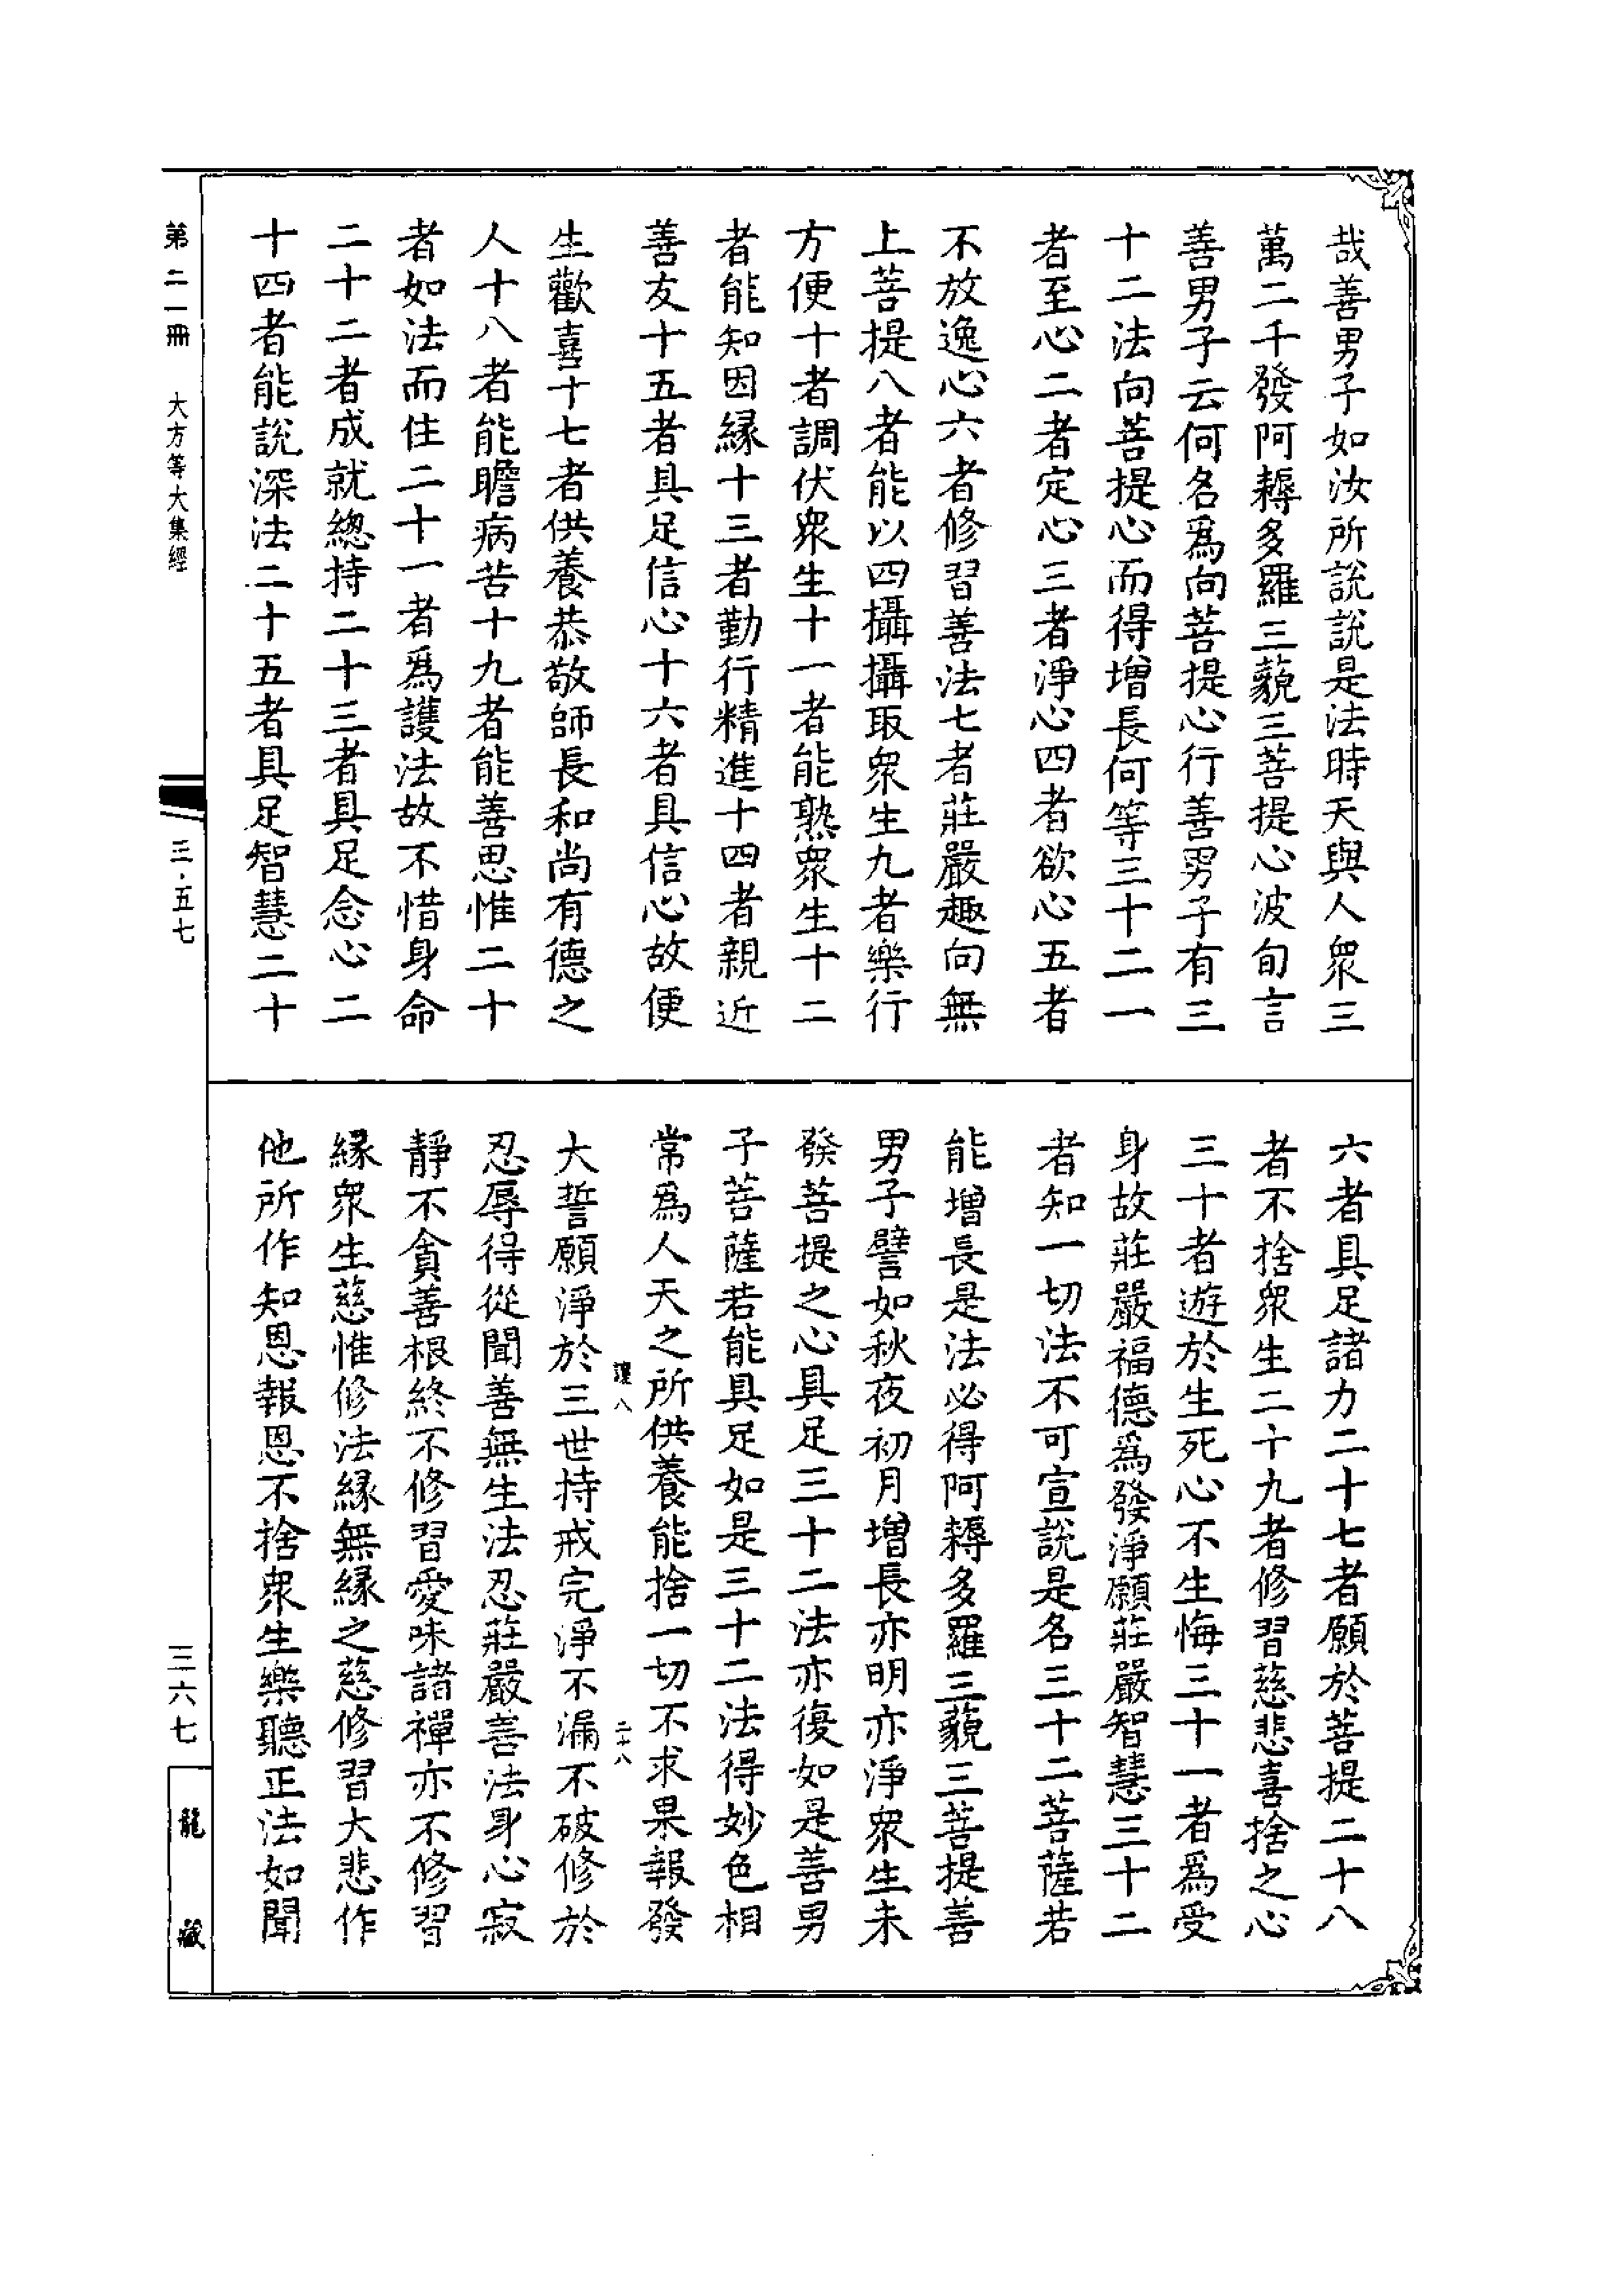 哉善男子如汝所說說是法時天與人衆三
萬二千發阿耨多羅三藐三菩提心波旬言
善男子云何名爲向菩提心行善男子有三
十二法向菩提心而得增長何等三十二一
者至心二者定心三者淨心四者欲心五者
不放逸心六者修習善法七者莊嚴趣向無
上菩提八者能以四攝攝取衆生九者樂行
方便十者調伏衆生十一者能熟衆生十二
者能知因緣十三者勤行精進十四者親近
善友十五者具足信心十六者具信心故便
生歡喜十七者供養恭敬師長和尚有德之
人十八者能瞻病苦十九者能善思惟二十
者如法而住二十一者爲護法故不惜身命
二十二者成就總持二十三者具足念心二
十四者能說深法二十五者具足智慧二十
六者具足諸力二十七者願於菩提二十八
者不捨衆生二十九者修習慈悲喜捨之心
三十者遊於生死心不生悔三十一者爲受
身故莊嚴福德爲發淨願莊嚴智慧三十二
者知一切法不可宣說是名三十二菩薩若
能增長是法必得阿耨多羅三藐三菩提善
男子譬如秋夜初月增長亦明亦淨衆生未
發菩提之心具足三十二法亦復如是善男
子菩薩若能具足如是三十二法得妙色相
常爲人天之所供養能捨一切不求果報發
讓八
二十八
大誓願淨於三世持戒完淨不漏不破修於
忍辱得從聞善無生法忍莊嚴善法身心寂
靜不貪善根終不修習愛味諸禪亦不修習
緣衆生慈惟修法緣無緣之慈修習大悲作
他所作知恩報恩不捨衆生樂聽正法如聞
第二一冊
大方等大集經
三·五七
三六七
龍藏